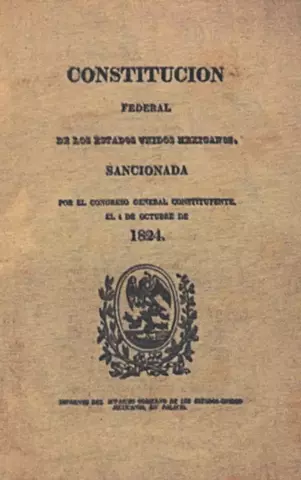 CONSTITUCION
FEDERAL
DE LOS ESTADOS UNIDOS MEXICANOS,
SANCIONADA
POR EL CONGRESO GENERAL CONSTITUYENTE,
EL 4 DE OCTUBRE DE
1824.
IMPRENTA DEL SUPREMO GOBIERNO DE LOS ESTADOS-UNIDOS
MEXICANOS, EN PALACIO.